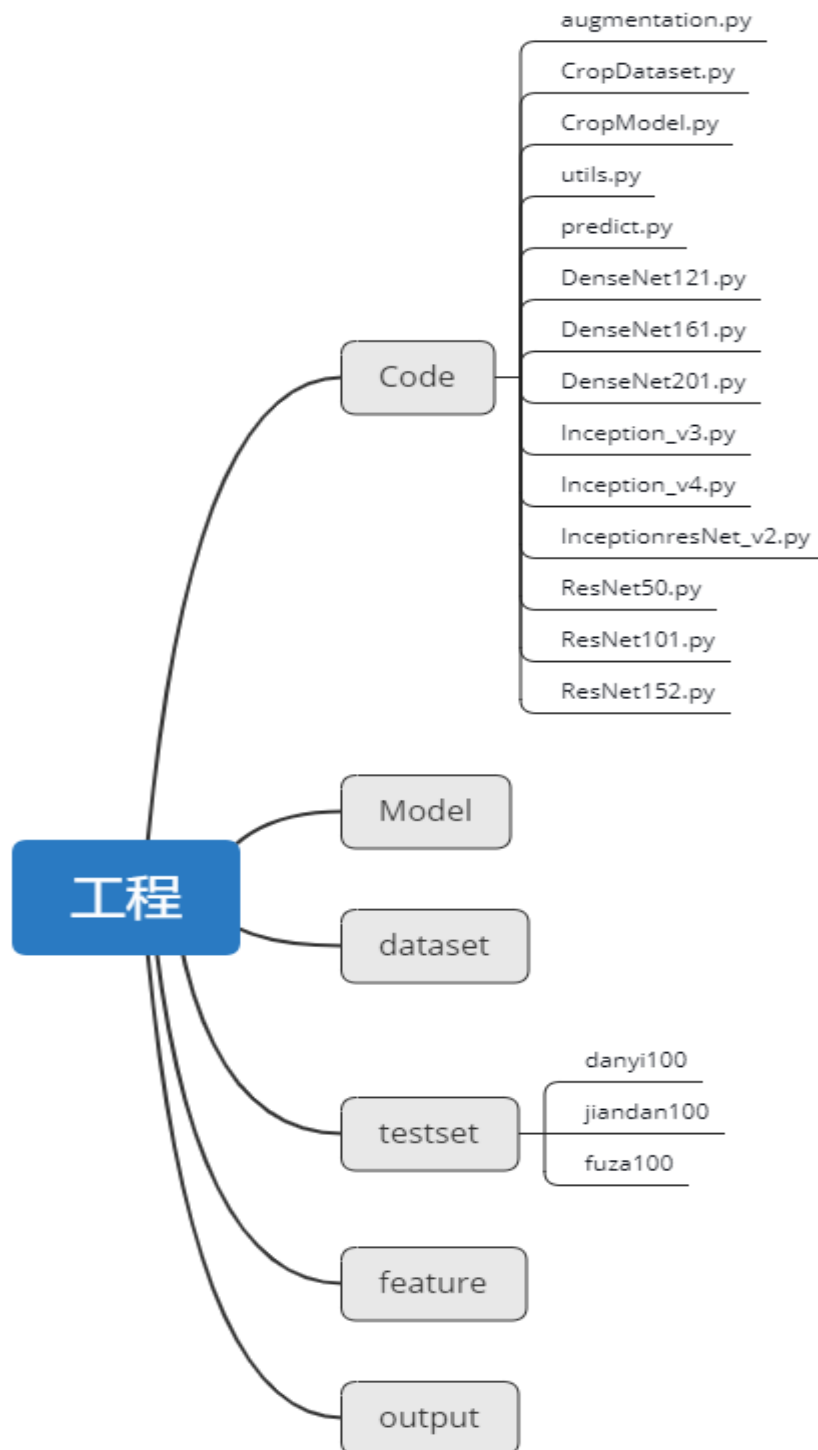 augmentation.py
CropDataset.py
CropModel.py
utils.py
predict.py
DenseNet121.py
DenseNet161.py
Code
DenseNet201.py
Inception_v3.py
Inception_v4.py
InceptionresNet_v2.py
ResNet50.py
ResNet101.py
ResNet152.py
Model
工程
dataset
danyi100
jiandan100
testset
fuza100
feature
output